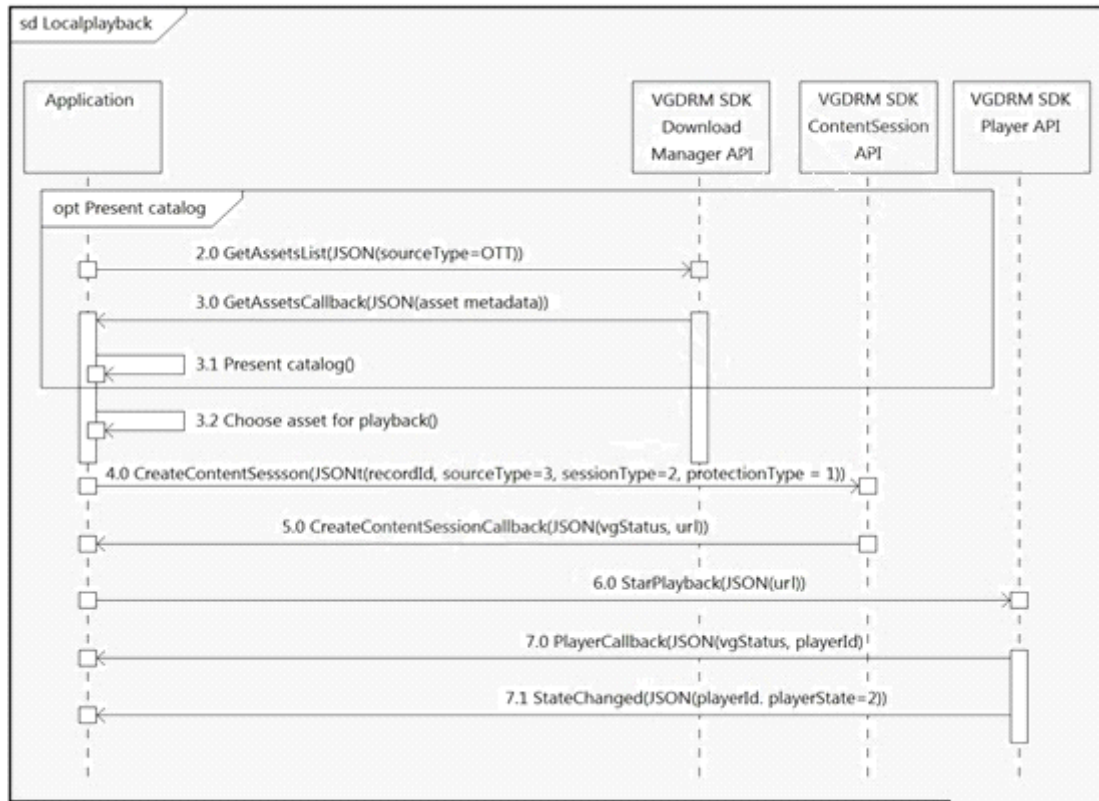 sd Localplayback
Application
VGDRM SDK
Download
Manager API
VGDRM SDK
ContentSession
API
VGDRM SDK
Player API
opt Present catalog
2.0 GetAssetsList(JSON(sourceType=OTT))
3.0 GetAssetsCallback(JSON(asset metadata))
3.1 Present catalog()
3.2 Choose asset for playback()
4.0 CreateContentSessson(JSONt(recordId, sourceType=3, sessionType=2, protectionType = 1))
5.0 CreateContentSessionCallback(JSON(vgStatus, url))
6.0 StarPlayback(JSON(url))
7.0 PlayerCallback(JSON(vgStatus, playerId)
7.1 StateChanged(JSON(playerId. playerState=2))